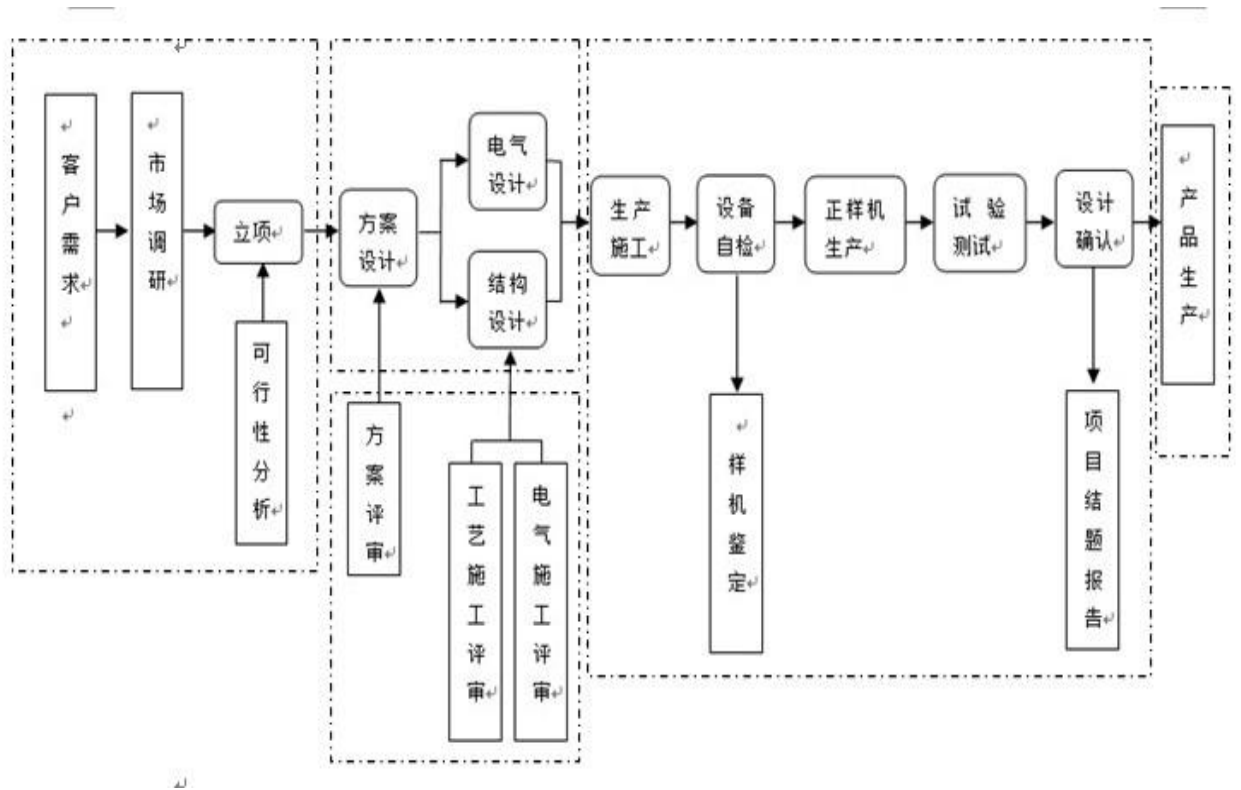 客户需求
市场调研
立项
可行性分析
方案
设计
电气
设计
结构
设计
方案评审
工艺施工评审
电气施工评审
生产
施工
设备
自检
正样机
生产
试 验
测试
设计
确认
样机鉴定
项目结题报告
产品生产